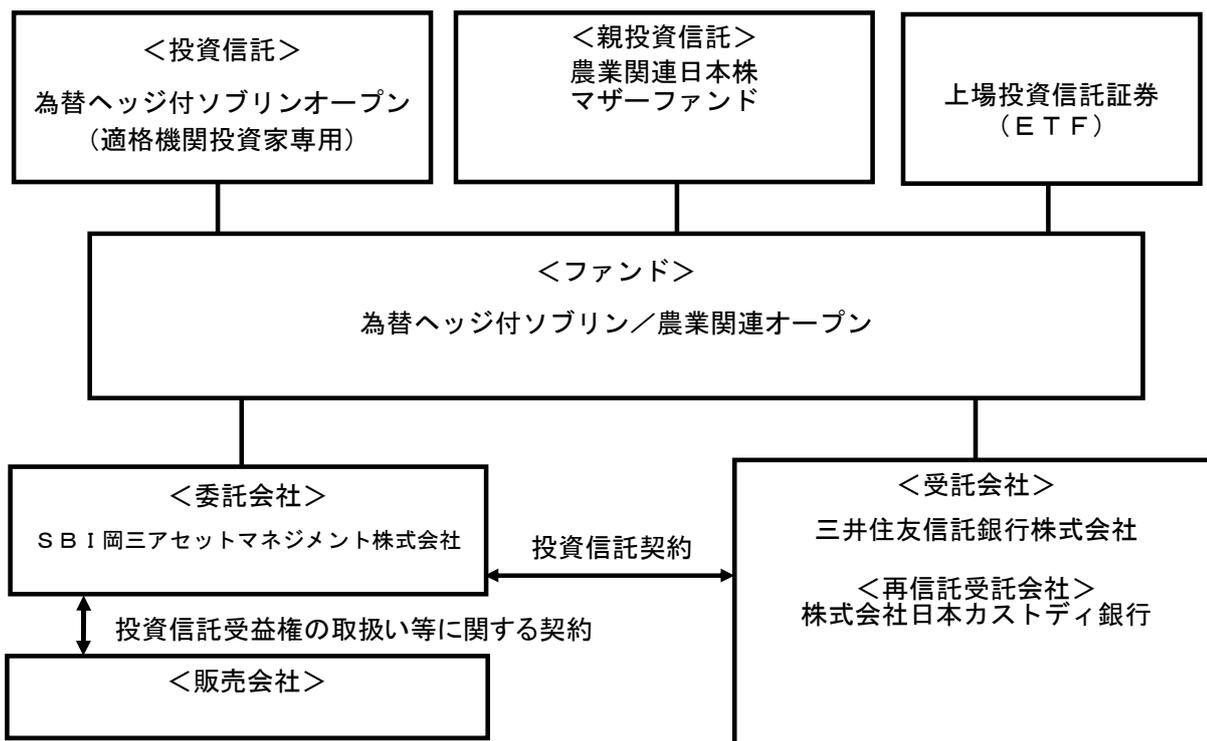 ＜投資信託＞
為替ヘッジ付ソブリンオープン
（適格機関投資家専用）
＜親投資信託＞
農業関連日本株
マザーファンド
上場投資信託証券
（ＥＴＦ）
＜ファンド＞
為替ヘッジ付ソブリン／農業関連オープン
＜委託会社＞
ＳＢＩ岡三アセットマネジメント株式会社
投資信託契約
＜受託会社＞
三井住友信託銀行株式会社
＜再信託受託会社＞
株式会社日本カストディ銀行
投資信託受益権の取扱い等に関する契約
＜販売会社＞